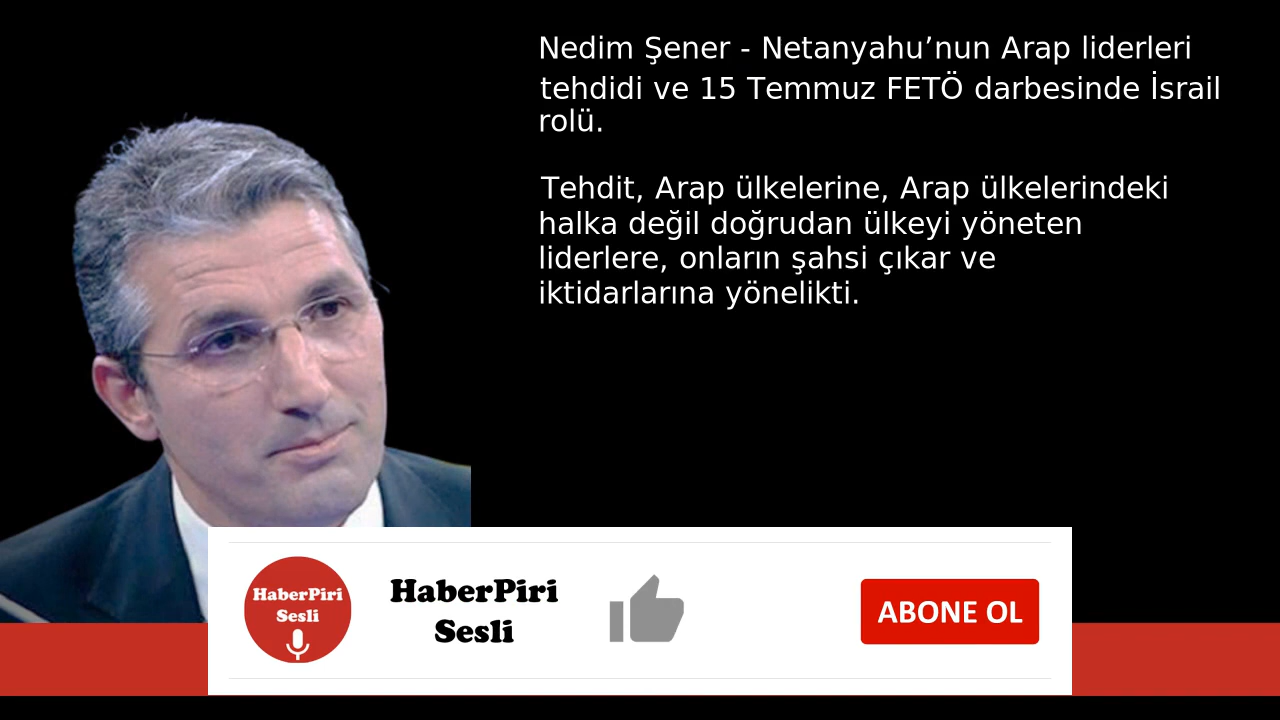 Nedim Şener - Netanyahu’nun Arap liderleri
tehdidi ve 15 Temmuz FETÖ darbesinde İsrail
rolü.
Tehdit, Arap ülkelerine, Arap ülkelerindeki
halka değil doğrudan ülkeyi yöneten
liderlere, onların şahsi çıkar ve
iktidarlarına yönelikti.
HaberPiri
Sesli
HaberPiri
Sesli
ABONE OL